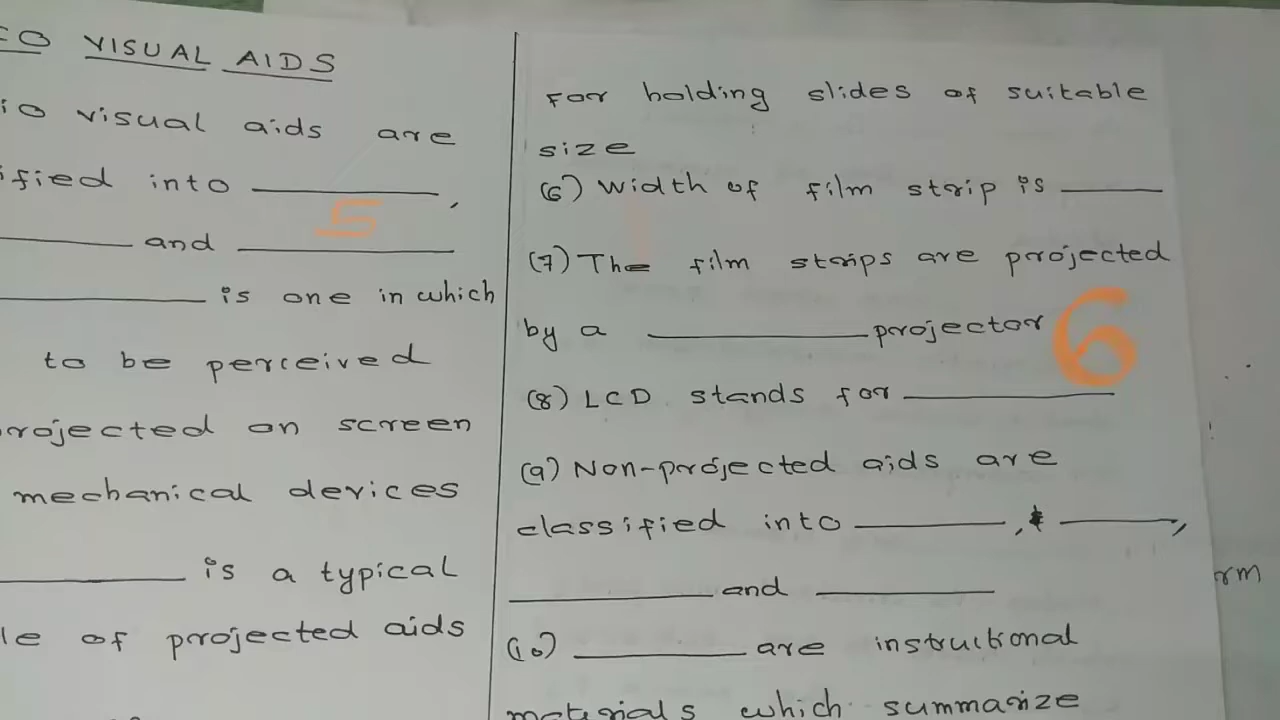 VISUAL AIDS
visual aids are
into ________,
________ and ________
________ is one in which
to be perceived
on screen
mechanical devices
________ is a typical
of projected aids
5
For holding slides of suitable
size
(6) Width of film strip is ________
(7) The film strips are projected
by a ________ projector
(8) LCD stands for ________
(9) Non-projected aids are
classified into ________, & ________,
________ and ________
(10) ________ are instructional
materials which summarize
6
rm